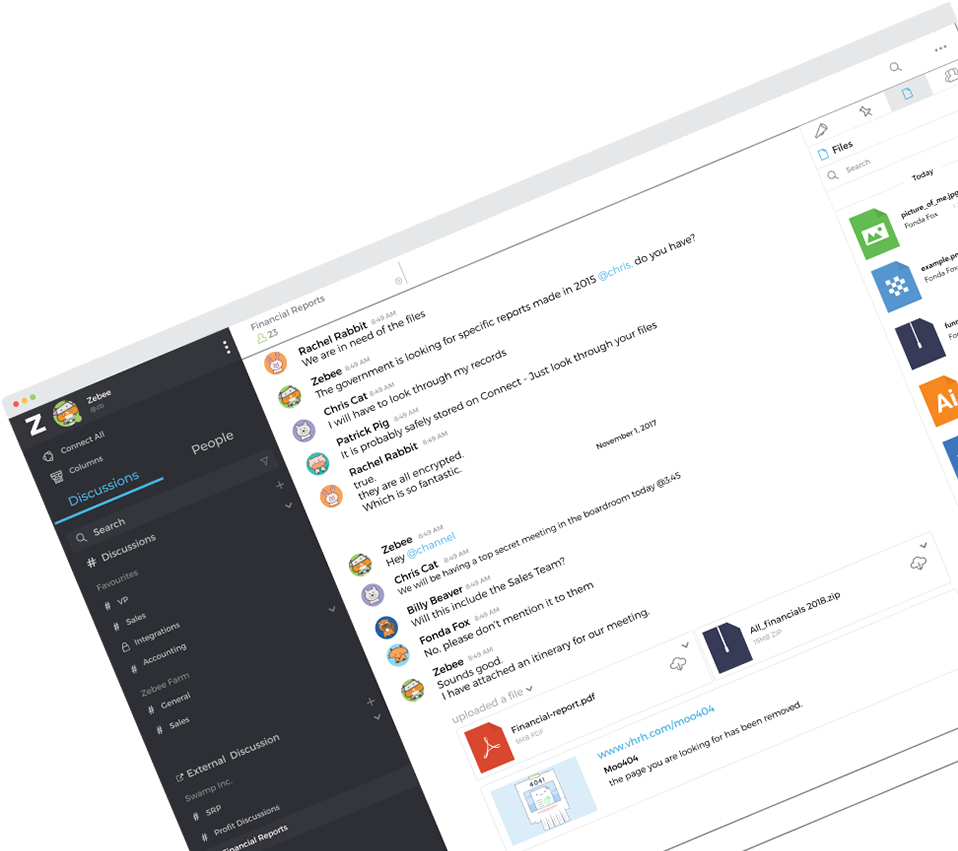 Z
Zebee
@zb
Connect All
Columns
Discussions
People
Search
# Discussions
Favourites
# VP
# Sales
Integrations
# Accounting
Zebee Farm
# General
# Sales
External Discussion
Swamp Inc.
# SRP
# Profit Discussions
Financial Reports
Financial Reports
23
Rachel Rabbit 8:49 AM
We are in need of the files
Zebee 8:49 AM
The government is looking for specific reports made in 2015 @chris, do you have?
Chris Cat 8:49 AM
I will have to look through my records
Patrick Pig 8:49 AM
It is probably safely stored on Connect - Just look through your files
Rachel Rabbit 8:49 AM
true.
they are all encrypted.
Which is so fantastic.
November 1, 2017
Zebee 8:49 AM
Hey @channel
Chris Cat 8:49 AM
We will be having a top secret meeting in the boardroom today @3:45
Billy Beaver 8:49 AM
Will this include the Sales Team?
Fonda Fox 8:49 AM
No, please don't mention it to them
Zebee 8:49 AM
Sounds good.
I have attached an itinerary for our meeting.
uploaded a file
Financial-report.pdf
5MB PDF
All_financials 2018.zip
15MB ZIP
404!
www.vhrh.com/moo404
Moo404
the page you are looking for has been removed.
Files
Search
Today
picture_of_me.jpg
Fonda Fox
example.pn
Fonda Fox
funn
Fon
Ai